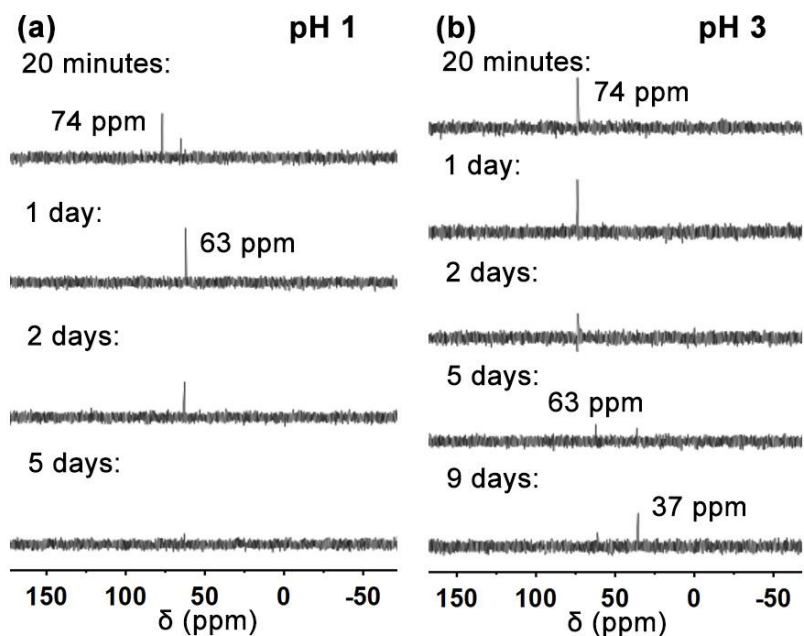 (a) pH 1
20 minutes:
74 ppm
1 day:
63 ppm
2 days:
5 days:
150 100 50 0 -50
δ (ppm)
(b) pH 3
20 minutes:
74 ppm
1 day:
2 days:
5 days:
63 ppm
9 days:
37 ppm
150 100 50 0 -50
δ (ppm)